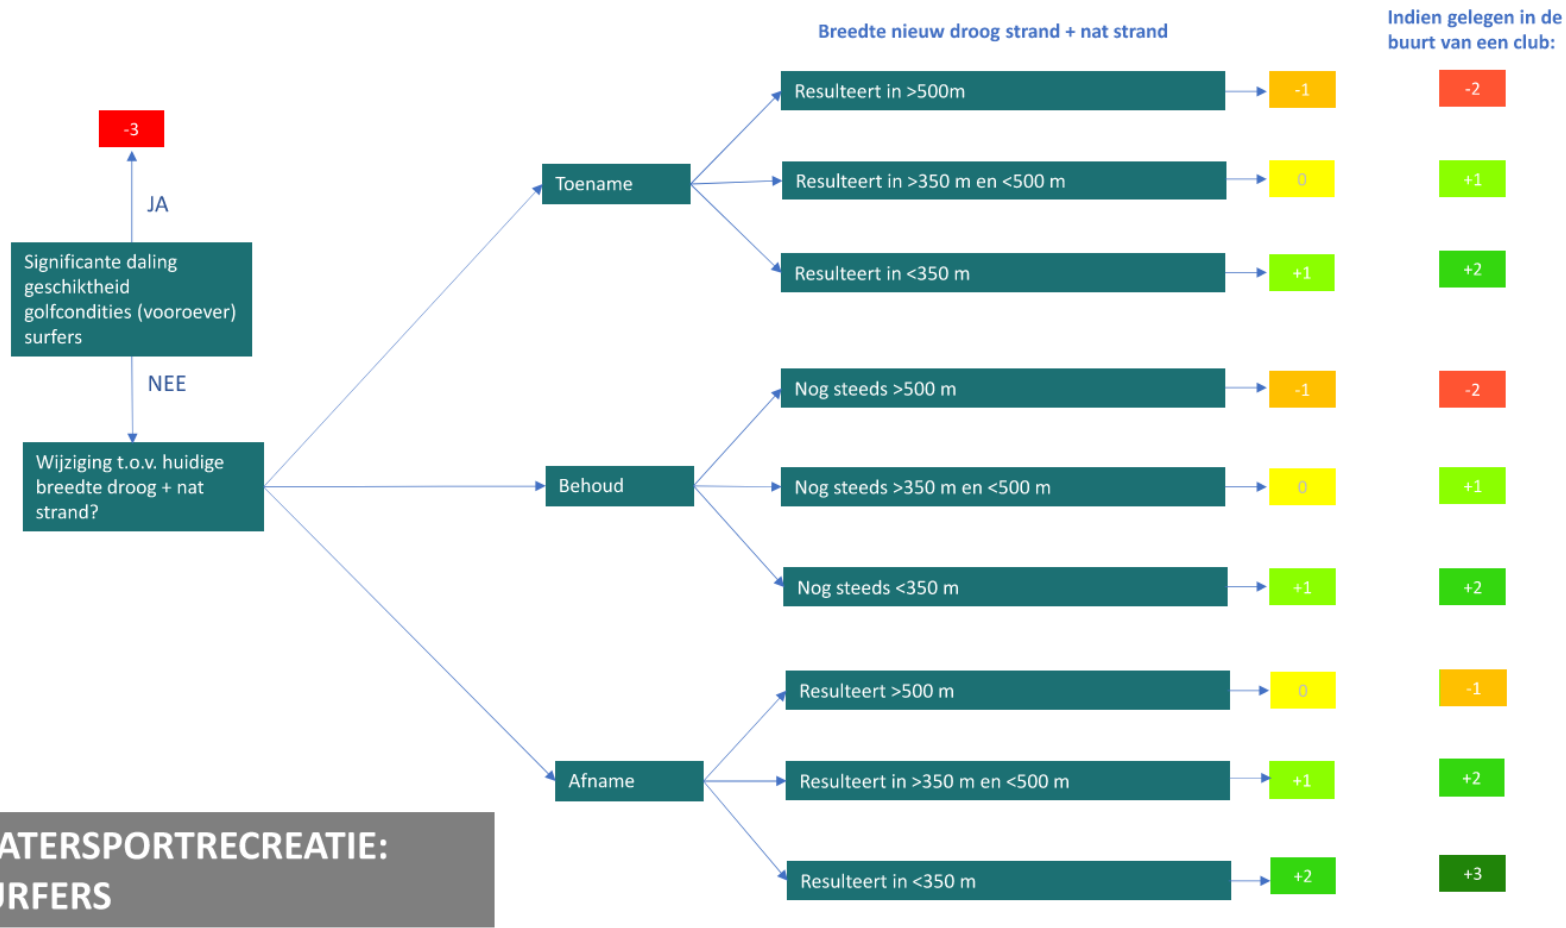 Breedte nieuw droog strand + nat strand
Indien gelegen in de
buurt van een club:
-3
JA
Significante daling
geschiktheid
golfcondities (vooroever)
surfers
NEE
Wijziging t.o.v. huidige
breedte droog + nat
strand?
Toename
Resulteert in >500m
-1
-2
Resulteert in >350 m en <500 m
0
+1
Resulteert in <350 m
+1
+2
Behoud
Nog steeds >500 m
-1
-2
Nog steeds >350 m en <500 m
0
+1
Nog steeds <350 m
+1
+2
Afname
Resulteert >500 m
0
-1
Resulteert in >350 m en <500 m
+1
+2
Resulteert in <350 m
+2
+3
ATERSPORTRECREATIE:
URFERS